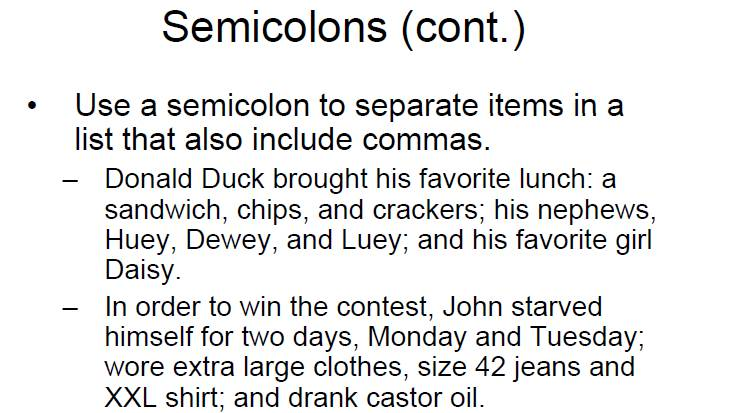 Semicolons (cont.)
• Use a semicolon to separate items in a
list that also include commas.
– Donald Duck brought his favorite lunch: a
sandwich, chips, and crackers; his nephews,
Huey, Dewey, and Luey; and his favorite girl
Daisy.
– In order to win the contest, John starved
himself for two days, Monday and Tuesday;
wore extra large clothes, size 42 jeans and
XXL shirt; and drank castor oil.